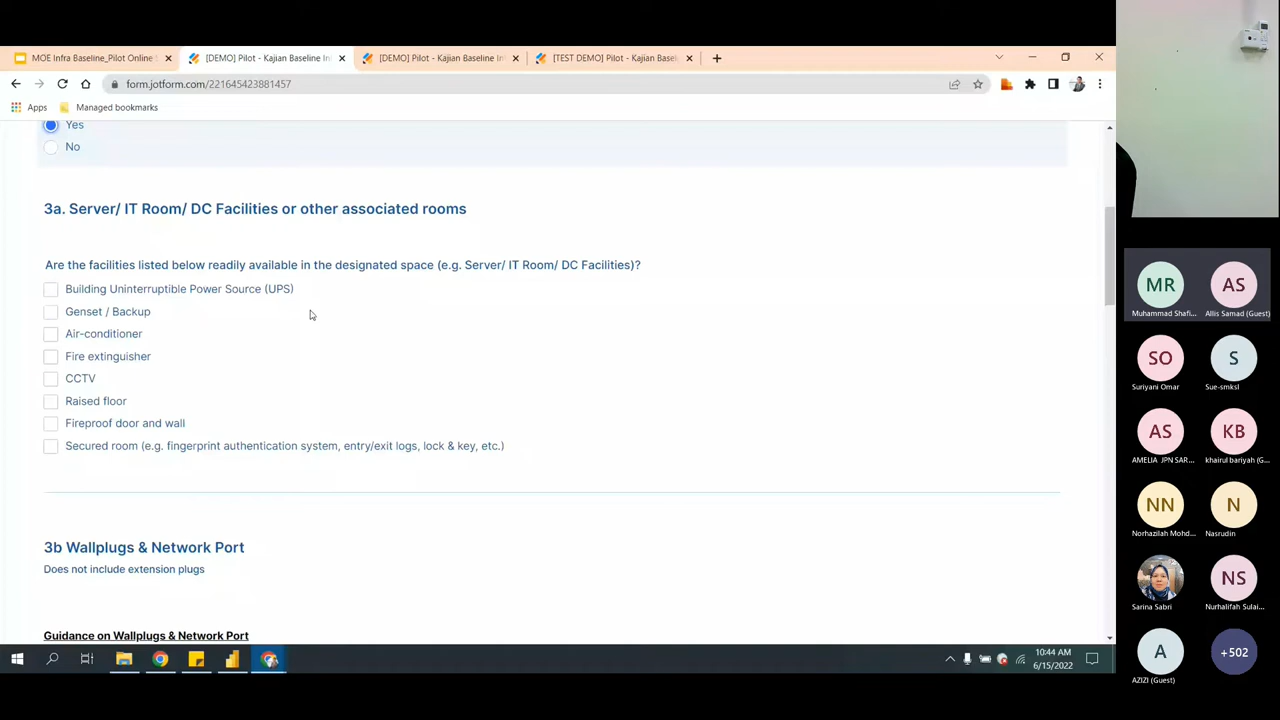 MOE Infra Baseline_Pilot Online
[DEMO] Pilot - Kajian Baseline In
[DEMO] Pilot - Kajian Baseline In
[TEST DEMO] Pilot - Kajian Basel
form.jotform.com/221645423881457
Apps
Managed bookmarks
Yes
No
3a. Server/ IT Room/ DC Facilities or other associated rooms
Are the facilities listed below readily available in the designated space (e.g. Server/ IT Room/ DC Facilities)?
Building Uninterruptible Power Source (UPS)
Genset / Backup
Air-conditioner
Fire extinguisher
CCTV
Raised floor
Fireproof door and wall
Secured room (e.g. fingerprint authentication system, entry/exit logs, lock & key, etc.)
3b Wallplugs & Network Port
Does not include extension plugs
Guidance on Wallplugs & Network Port
10:44 AM
6/15/2022
MR
Muhammad Shafi...
AS
Allis Samad (Guest)
SO
Suriyani Omar
S
Sue-smksl
AS
AMELIA JPN SAR...
KB
khairul bariyah (G...
NN
Norhazilah Mohd...
N
Nasrudin
Sarina Sabri
NS
Nurhalifah Sulai...
A
AZIZI (Guest)
+502